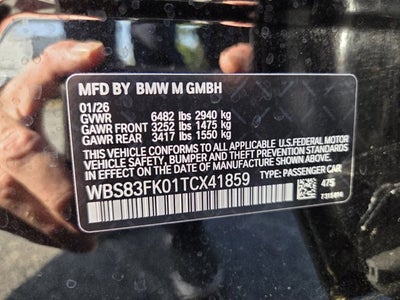 MFD BY BMW M GMBH
01/26
GVWR 6482 lbs 2940 kg
GAWR FRONT 3252 lbs 1475 kg
GAWR REAR 3417 lbs 1550 kg
THIS VEHICLE CONFORMS TO ALL APPLICABLE U.S. FEDERAL
MOTOR VEHICLE SAFETY, BUMPER, AND THEFT PREVENTION
STANDARDS IN EFFECT ON THE DATE OF MANUFACTURE
SHOWN ABOVE.
WBS83FK01TCX41859 TYPE: PASSENGER CAR
475